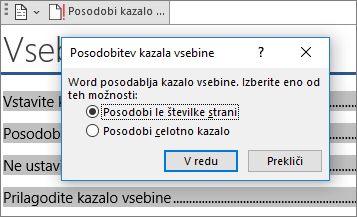 Posodobi kazalo ...
Vseb
Posodobitev kazala vsebine
? ×
Word posodablja kazalo vsebine. Izberite eno od
teh možnosti:
Posodobi le številke strani
Posodobi celotno kazalo
V redu
Prekliči
Vstavite k
Posodobi
Ne ustav
Prilagodite kazalo vsebine